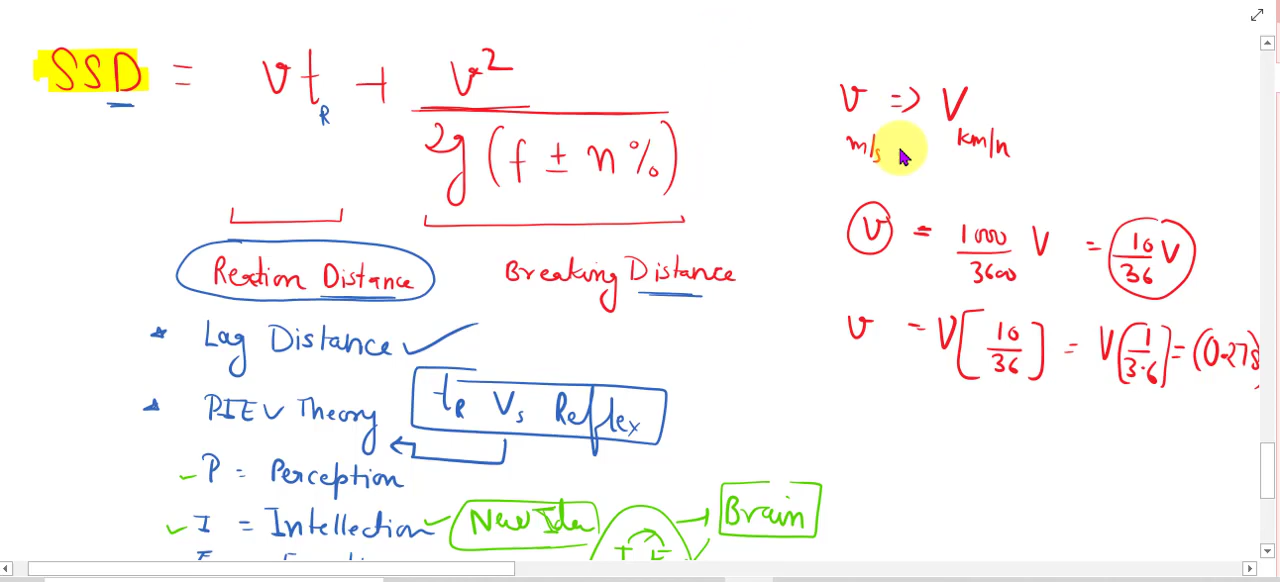 SSD = vt_R + v² / 2g (f ± n %)
Rection Distance
Breaking Distance
* Lag Distance ✓
* PIEV Theory
t_R Vs Reflex
✓ P = Perception
✓ I = Intellection ✓ New Idea
Brain
v => V
m/s km/h
v = 1000/3600 V = 10/36 V
v = V [10/36] = V [1/3.6] = (0.278)